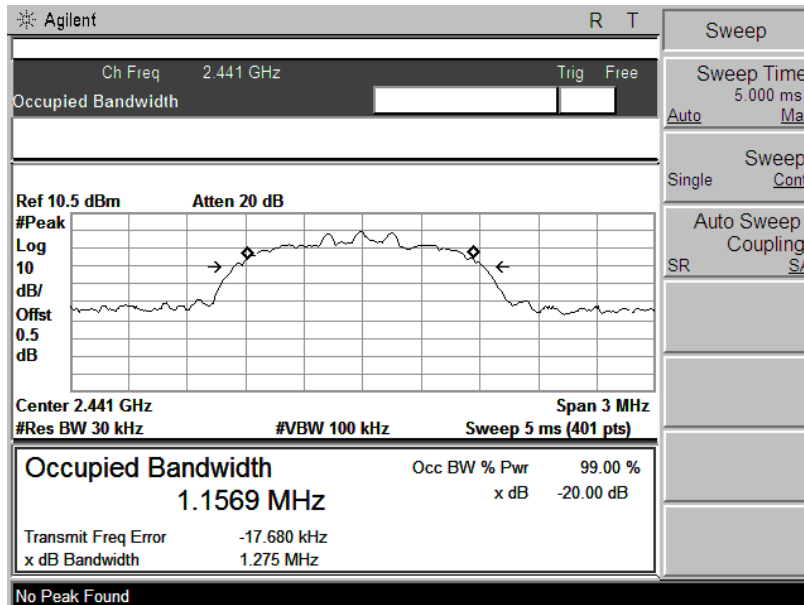 Agilent R T
Ch Freq 2.441 GHz Trig Free
Occupied Bandwidth
Ref 10.5 dBm Atten 20 dB
#Peak
Log
10
dB/
Offst
0.5
dB
Center 2.441 GHz Span 3 MHz
#Res BW 30 kHz #VBW 100 kHz Sweep 5 ms (401 pts)
Occupied Bandwidth
1.1569 MHz
Occ BW % Pwr 99.00 %
x dB -20.00 dB
Transmit Freq Error -17.680 kHz
x dB Bandwidth 1.275 MHz
No Peak Found
Sweep
Sweep Time
5.000 ms
Auto Ma
Sweep
Single Cont
Auto Sweep
Coupling
SR SA